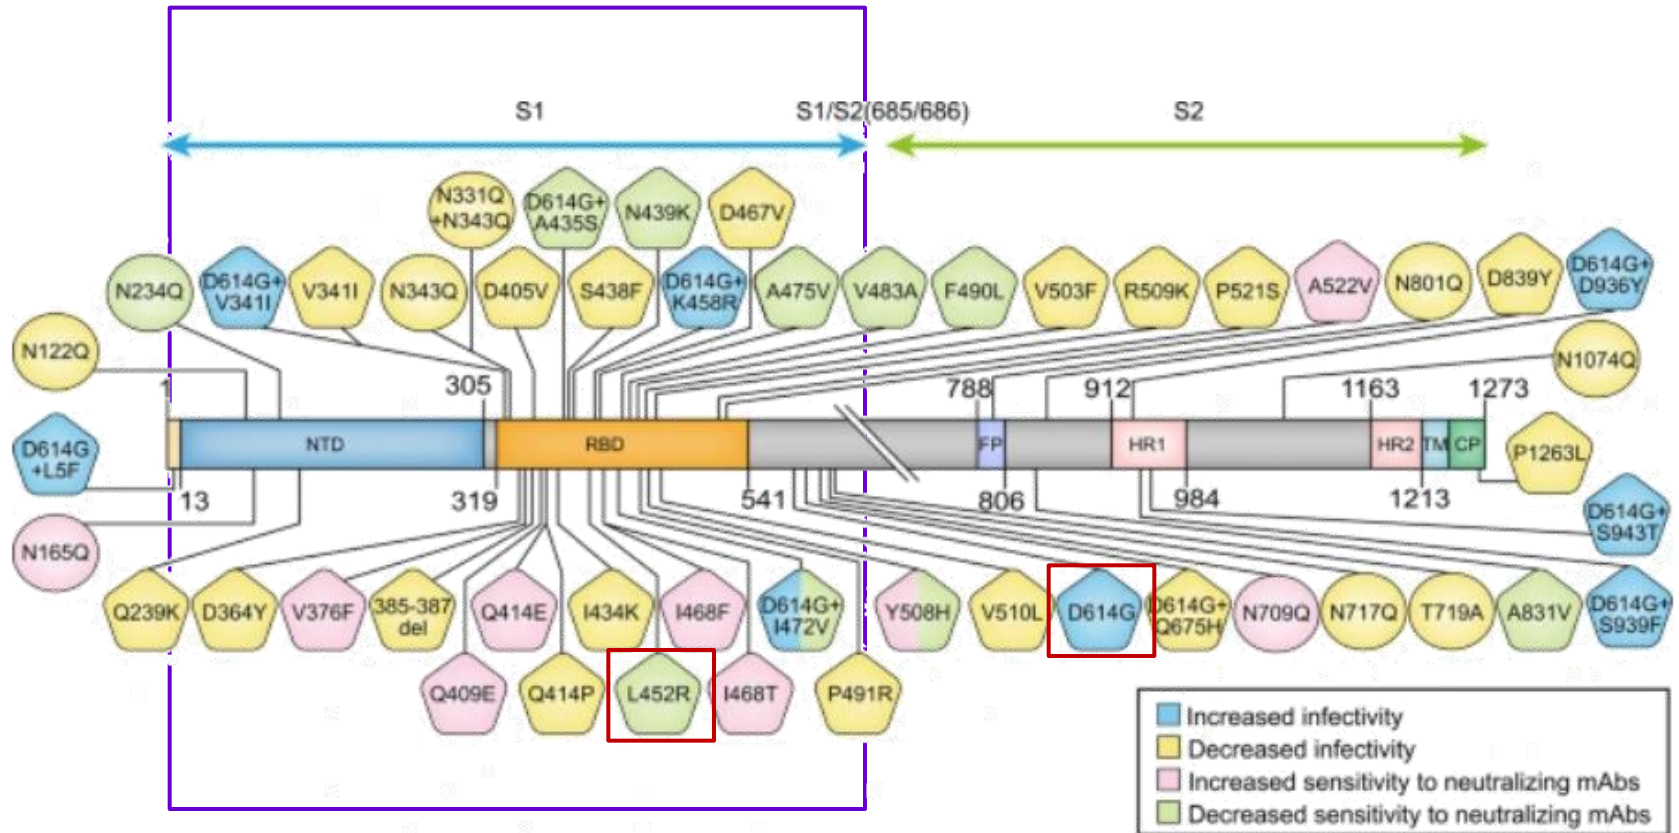 S1
S1/S2(685/686)
S2
N331Q
+N343Q
D614G+
A435S
N439K
D467V
N234Q
D614G+
V341I
V341I
N343Q
D405V
S438F
D614G+
K458R
A475V
V483A
F490L
V503F
R509K
P521S
A522V
N801Q
D839Y
D614G+
D936Y
N122Q
N1074Q
1
305
788
912
1163
1273
D614G
+L5F
NTD
RBD
FP
HR1
HR2
TM
CP
P1263L
13
319
541
806
984
1213
N165Q
D614G+
S943T
Q239K
D364Y
V376F
385-387
del
Q414E
I434K
I468F
D614G+
I472V
Y508H
V510L
D614G
D614G+
Q675H
N709Q
N717Q
T719A
A831V
D614G+
S939F
Q409E
Q414P
L452R
I468T
P491R
Increased infectivity
Decreased infectivity
Increased sensitivity to neutralizing mAbs
Decreased sensitivity to neutralizing mAbs